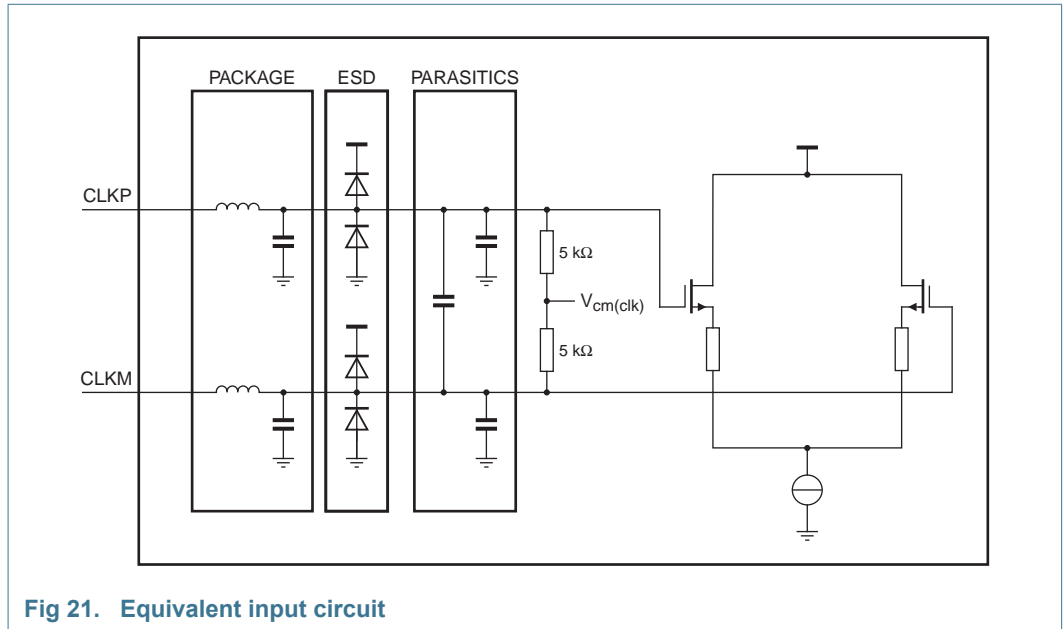 PACKAGE ESD PARASITICS
CLKP
5 kΩ
Vcm(clk)
5 kΩ
CLKM
Fig 21. Equivalent input circuit